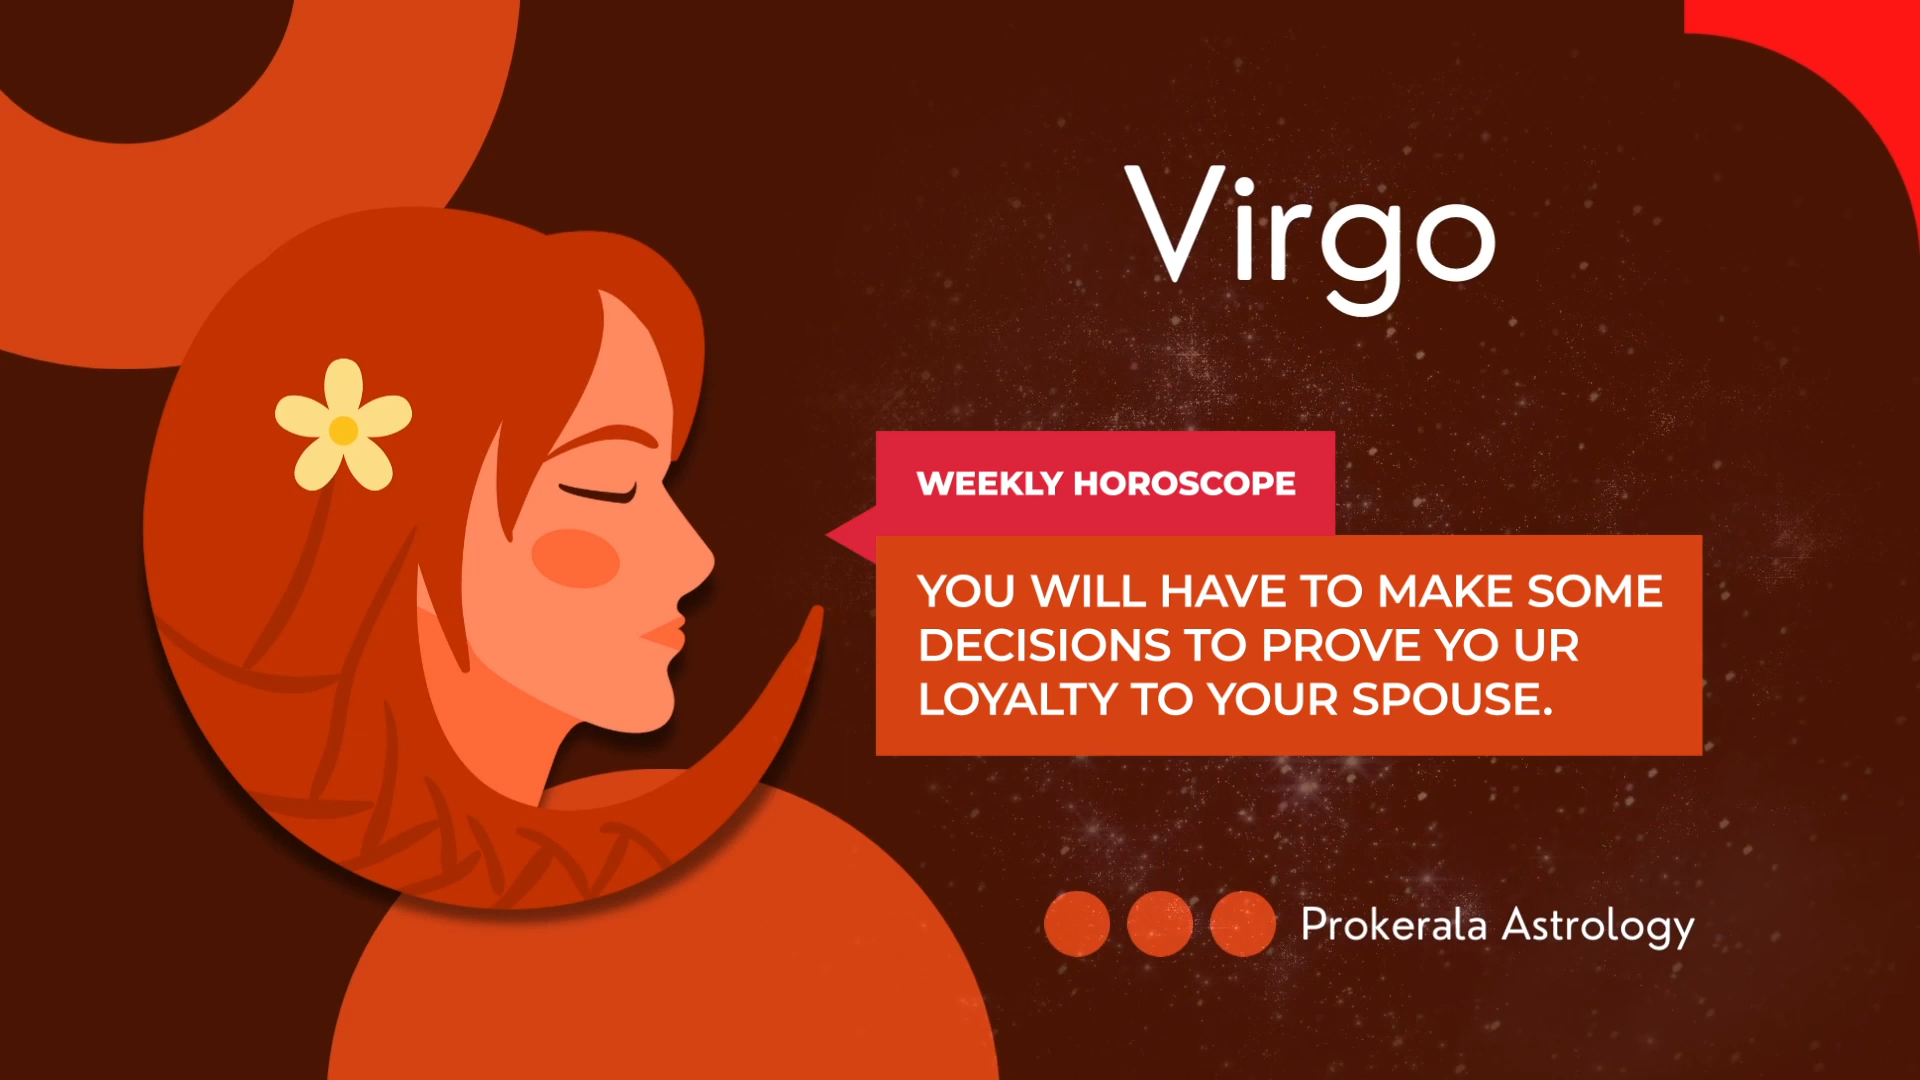 Virgo
WEEKLY HOROSCOPE
YOU WILL HAVE TO MAKE SOME
DECISIONS TO PROVE YO UR
LOYALTY TO YOUR SPOUSE.
Prokerala Astrology